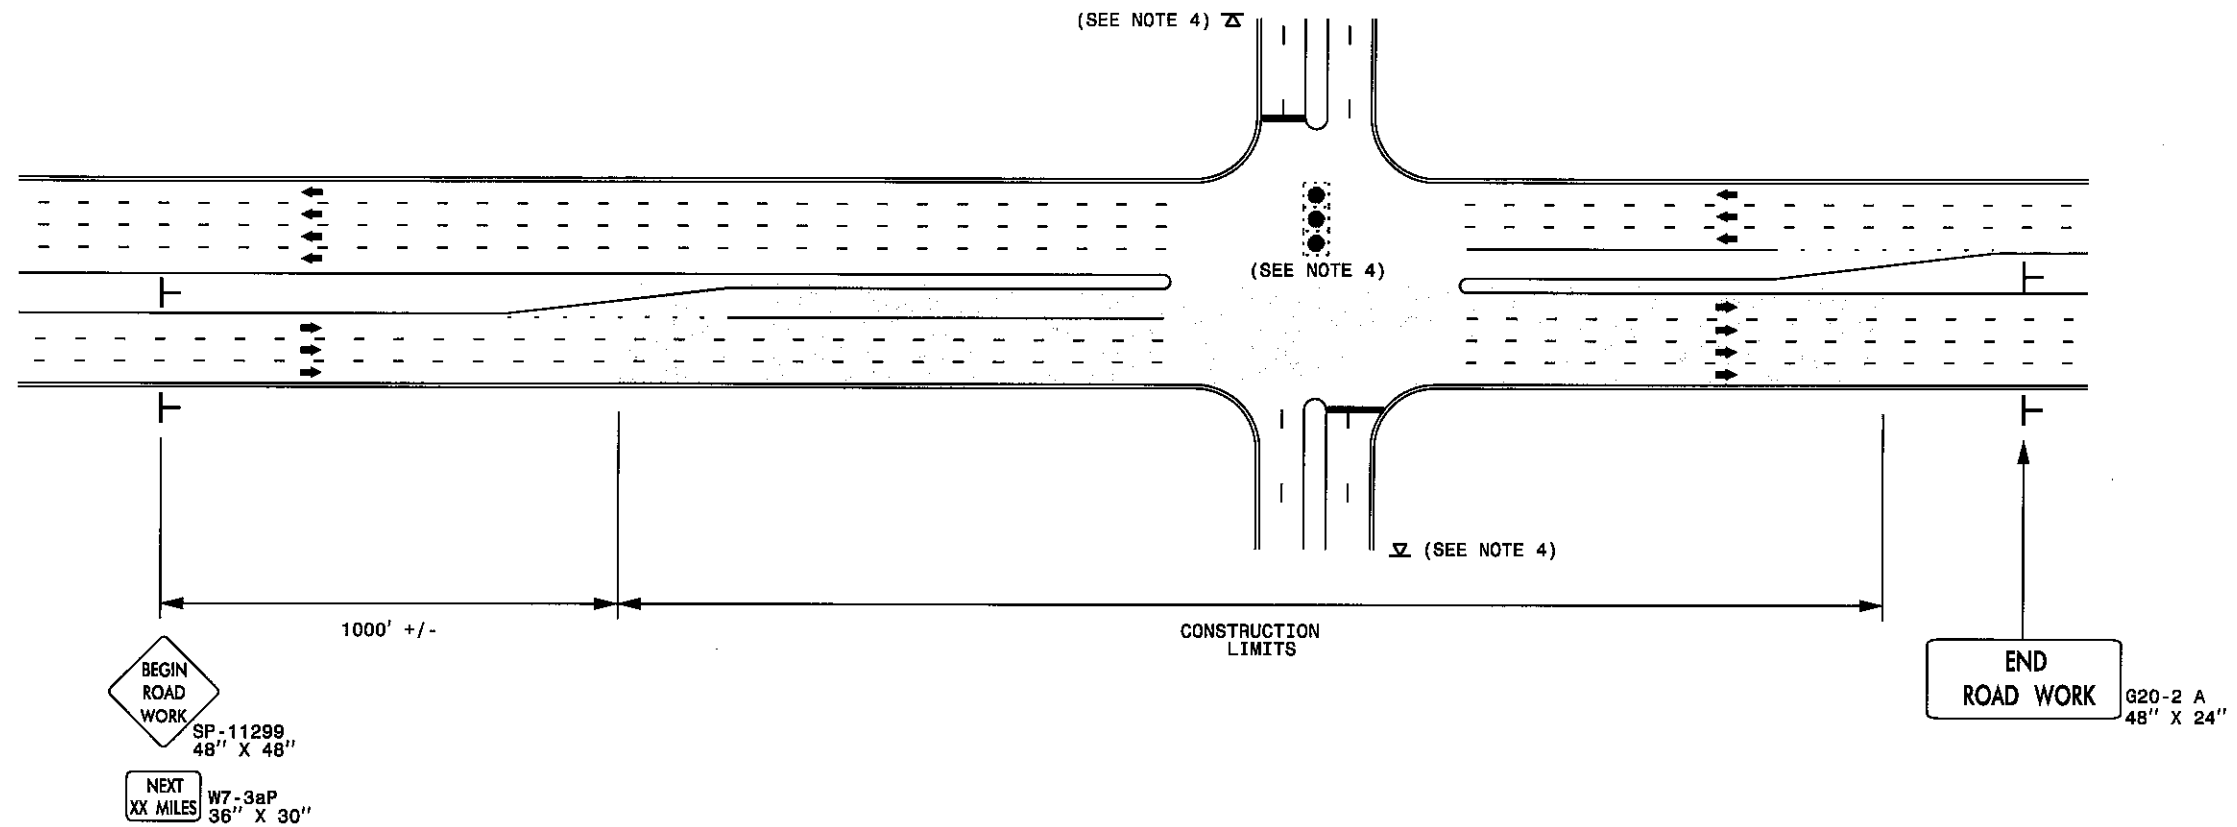 (SEE NOTE 4)
(SEE NOTE 4)
(SEE NOTE 4)
1000' +/-
CONSTRUCTION
LIMITS
BEGIN
ROAD
WORK
SP-11299
48" X 48"
NEXT
XX MILES
W7-3aP
36" X 30"
END
ROAD WORK
G20-2 A
48" X 24"